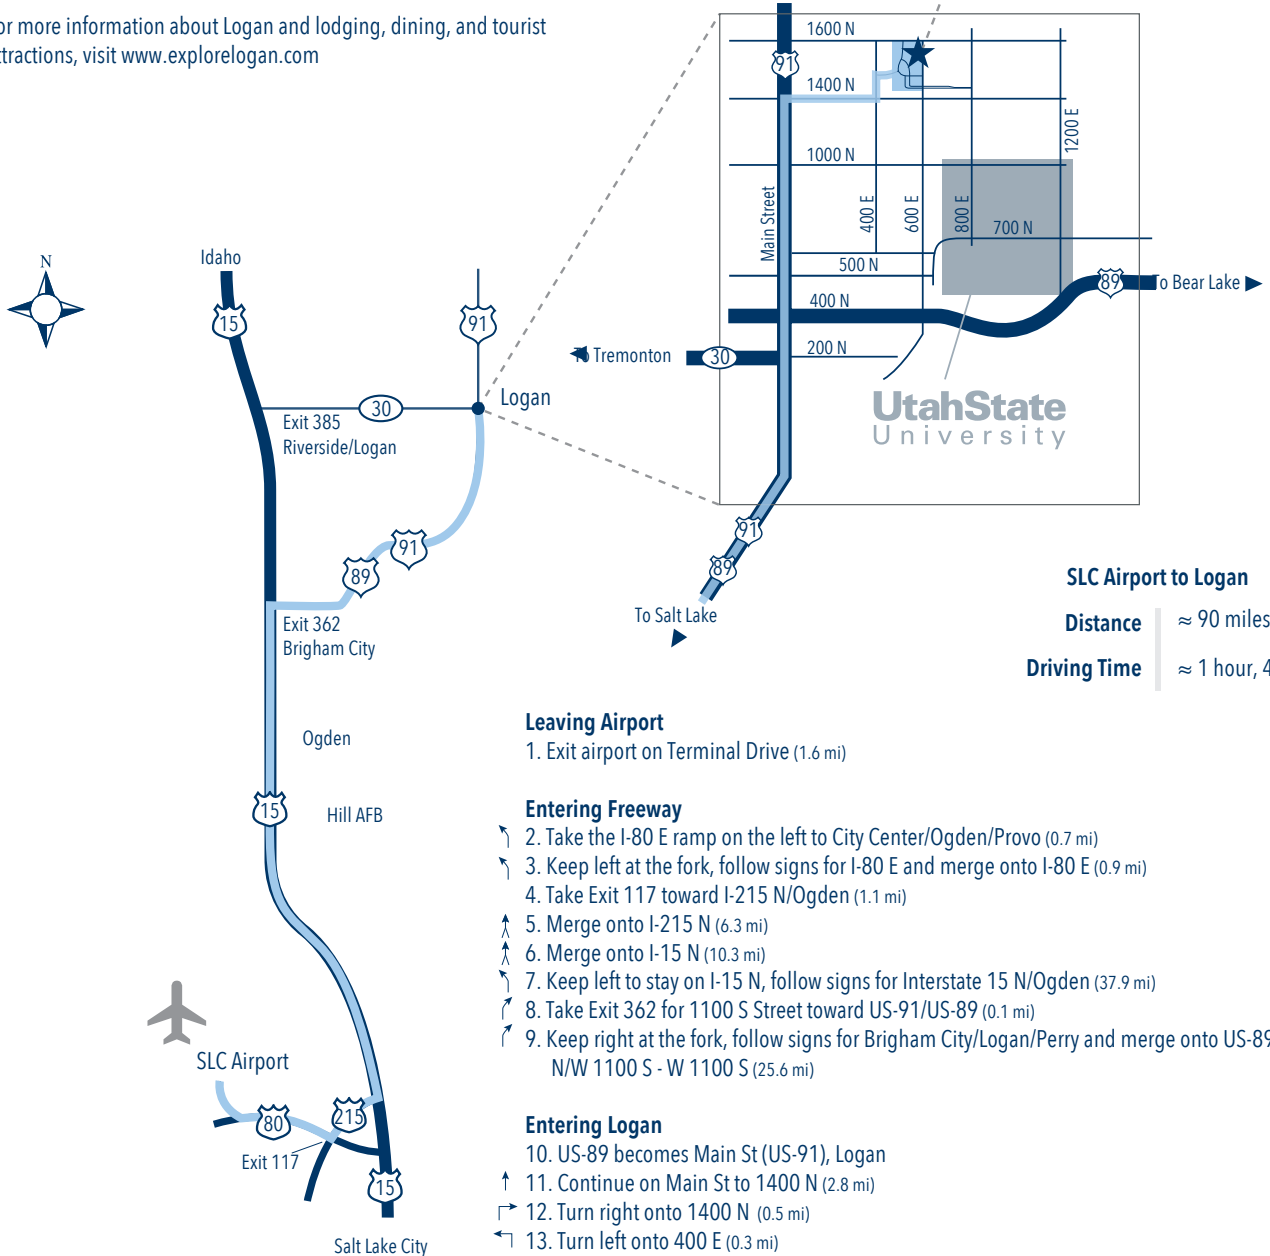 or more information about Logan and lodging, dining, and tourist
ttractions, visit www.explorelogan.com
1600 N
91
1400 N
1200 E
1000 N
Main Street
400 E
600 E
800 E
700 N
500 N
89
To Bear Lake
400 N
200 N
To Tremonton
30
UtahState
University
91
89
To Salt Lake
N
Idaho
15
91
30
Logan
Exit 385
Riverside/Logan
91
89
Exit 362
Brigham City
Ogden
15
Hill AFB
SLC Airport
80
215
Exit 117
15
Salt Lake City
SLC Airport to Logan
Distance ≈ 90 miles
Driving Time ≈ 1 hour, 4
Leaving Airport
1. Exit airport on Terminal Drive (1.6 mi)
Entering Freeway
2. Take the I-80 E ramp on the left to City Center/Ogden/Provo (0.7 mi)
3. Keep left at the fork, follow signs for I-80 E and merge onto I-80 E (0.9 mi)
4. Take Exit 117 toward I-215 N/Ogden (1.1 mi)
5. Merge onto I-215 N (6.3 mi)
6. Merge onto I-15 N (10.3 mi)
7. Keep left to stay on I-15 N, follow signs for Interstate 15 N/Ogden (37.9 mi)
8. Take Exit 362 for 1100 S Street toward US-91/US-89 (0.1 mi)
9. Keep right at the fork, follow signs for Brigham City/Logan/Perry and merge onto US-89
N/W 1100 S - W 1100 S (25.6 mi)
Entering Logan
10. US-89 becomes Main St (US-91), Logan
11. Continue on Main St to 1400 N (2.8 mi)
12. Turn right onto 1400 N (0.5 mi)
13. Turn left onto 400 E (0.3 mi)